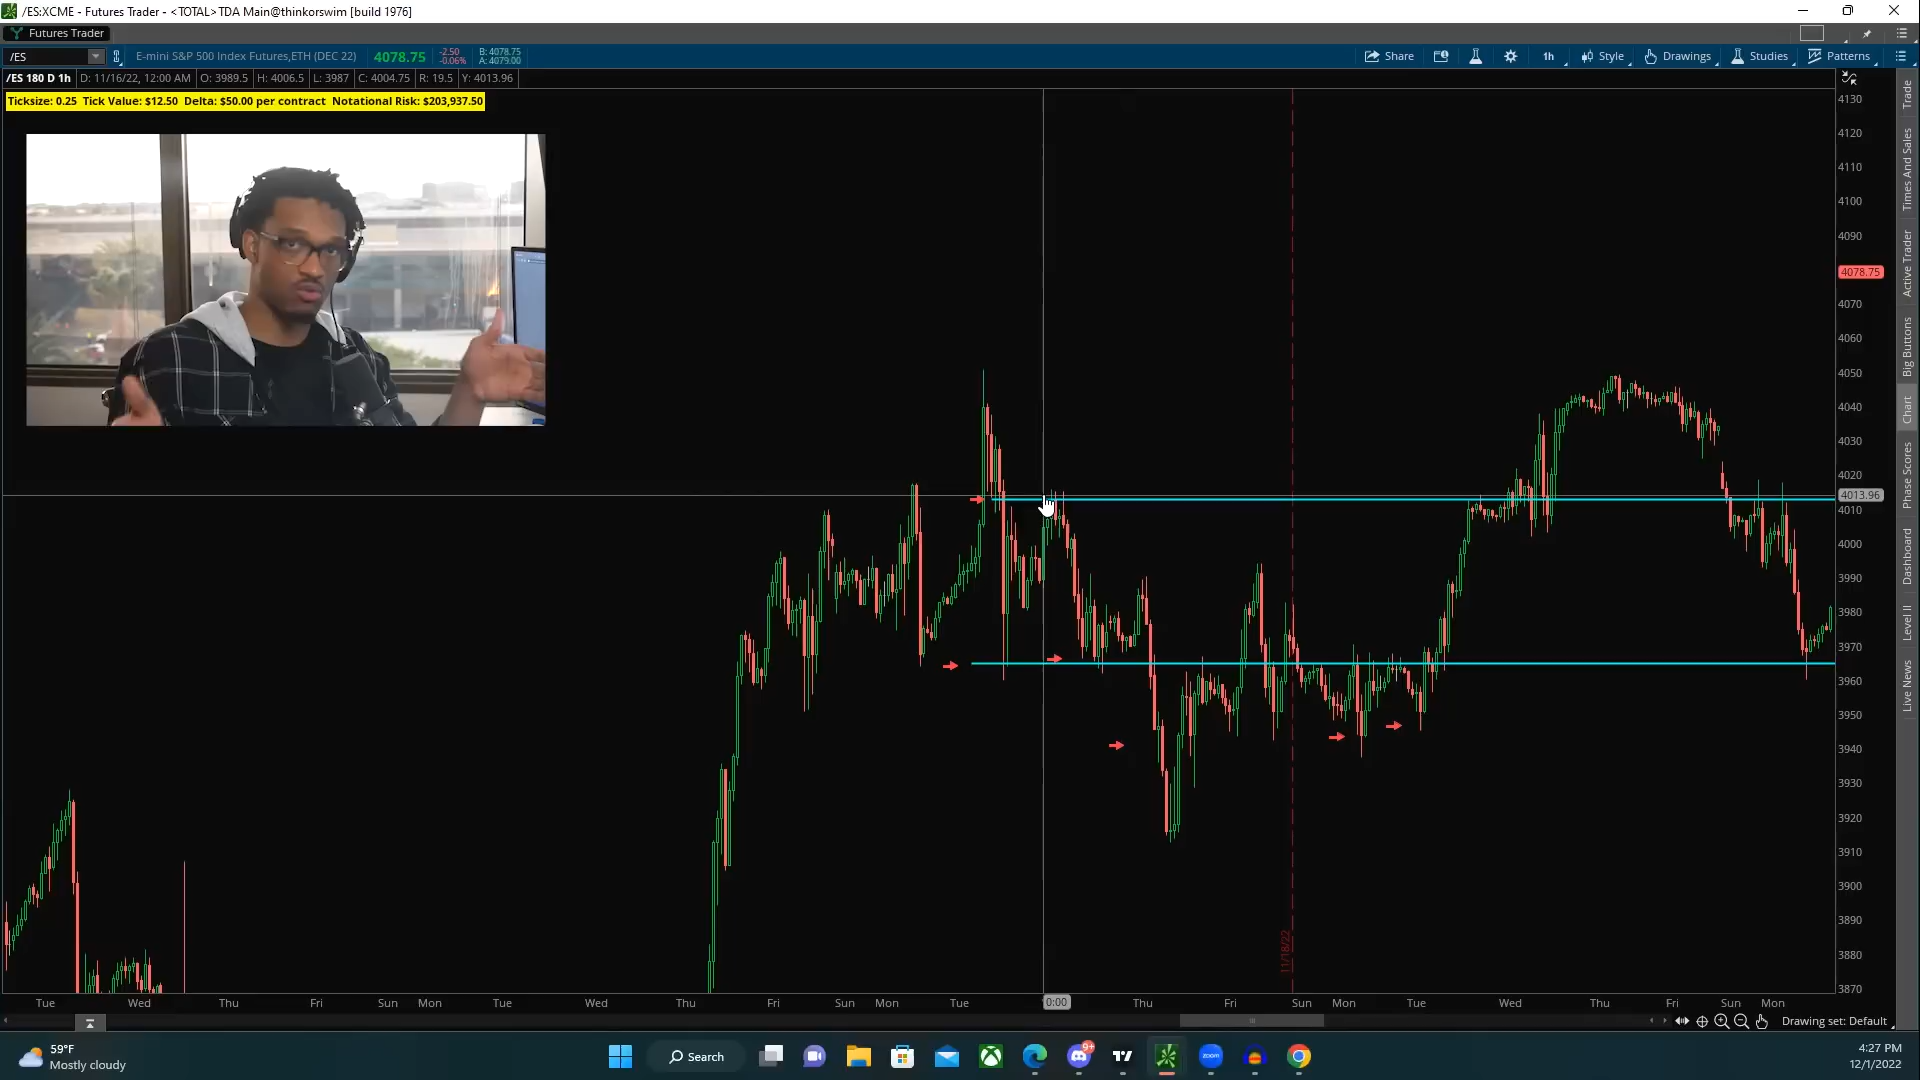 /ES:XCME - Futures Trader - <TOTAL>TDA Main@thinkorswim [build 1976]
Futures Trader
/ES E-mini S&P 500 Index Futures,ETH (DEC 22) 4078.75 -2.50 -0.06% B: 4078.75 A: 4079.00 Share 1h Style Drawings Studies Patterns
/ES 180 D 1h D: 11/16/22, 12:00 AM O: 3989.5 H: 4006.5 L: 3987 C: 4004.75 R: 19.5 Y: 4013.96
Ticksize: 0.25 Tick Value: $12.50 Delta: $50.00 per contract Notational Risk: $203,937.50
4130
4120
4110
4100
4090
4078.75
4070
4060
4050
4040
4030
4020
4013.96
4010
4000
3990
3980
3970
3960
3950
3940
3930
3920
3910
3900
3890
3880
3870
Trade
Times And Sales
Active Trader
Big Buttons
Chart
Phase Scores
Dashboard
Level II
Live News
11/18/22
Tue Wed Thu Fri Sun Mon Tue Wed Thu Fri Sun Mon Tue 0:00 Thu Fri Sun Mon Tue Wed Thu Fri Sun Mon
Drawing set: Default
59°F
Mostly cloudy
Search
9+
zoom
4:27 PM
12/1/2022